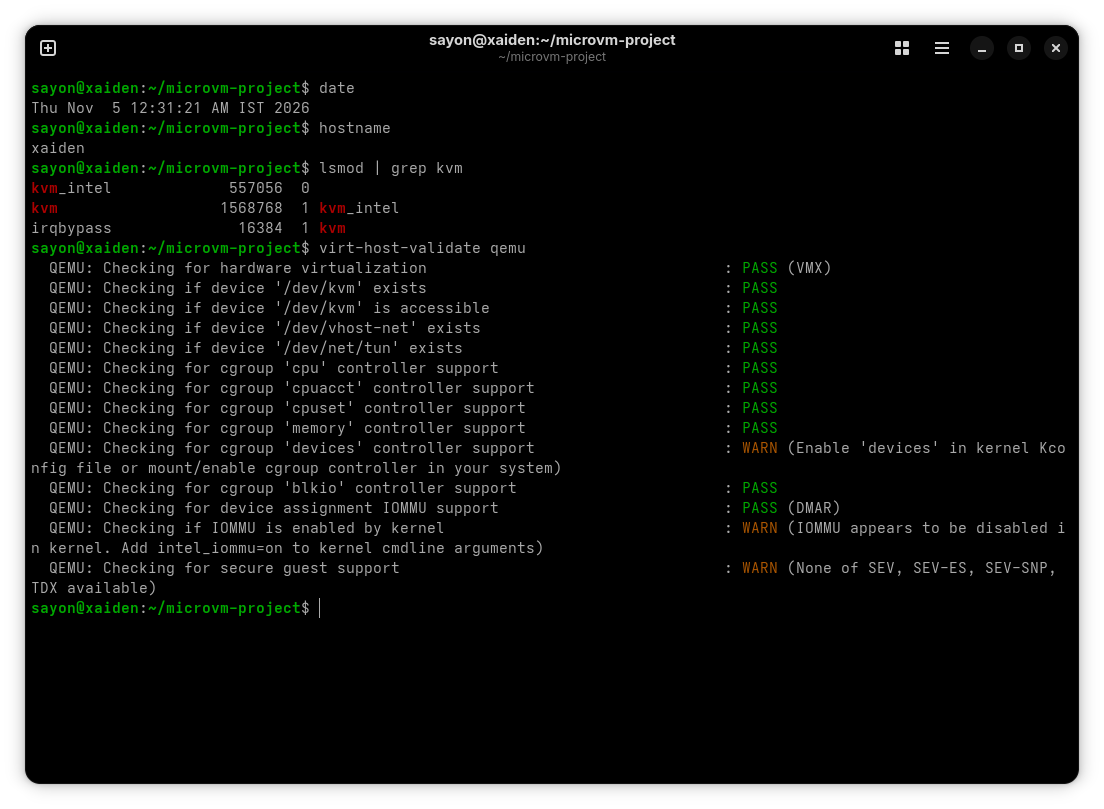 sayon@xaiden:~/microvm-project
~/microvm-project
sayon@xaiden:~/microvm-project$ date
Thu Nov  5 12:31:21 AM IST 2026
sayon@xaiden:~/microvm-project$ hostname
xaiden
sayon@xaiden:~/microvm-project$ lsmod | grep kvm
kvm_intel             557056  0
kvm                  1568768  1 kvm_intel
irqbypass              16384  1 kvm
sayon@xaiden:~/microvm-project$ virt-host-validate qemu
  QEMU: Checking for hardware virtualization                                 : PASS (VMX)
  QEMU: Checking if device '/dev/kvm' exists                                 : PASS
  QEMU: Checking if device '/dev/kvm' is accessible                          : PASS
  QEMU: Checking if device '/dev/vhost-net' exists                           : PASS
  QEMU: Checking if device '/dev/net/tun' exists                             : PASS
  QEMU: Checking for cgroup 'cpu' controller support                         : PASS
  QEMU: Checking for cgroup 'cpuacct' controller support                     : PASS
  QEMU: Checking for cgroup 'cpuset' controller support                      : PASS
  QEMU: Checking for cgroup 'memory' controller support                      : PASS
  QEMU: Checking for cgroup 'devices' controller support                     : WARN (Enable 'devices' in kernel Kco
nfig file or mount/enable cgroup controller in your system)
  QEMU: Checking for cgroup 'blkio' controller support                       : PASS
  QEMU: Checking for device assignment IOMMU support                         : PASS (DMAR)
  QEMU: Checking if IOMMU is enabled by kernel                               : WARN (IOMMU appears to be disabled i
n kernel. Add intel_iommu=on to kernel cmdline arguments)
  QEMU: Checking for secure guest support                                    : WARN (None of SEV, SEV-ES, SEV-SNP,
TDX available)
sayon@xaiden:~/microvm-project$